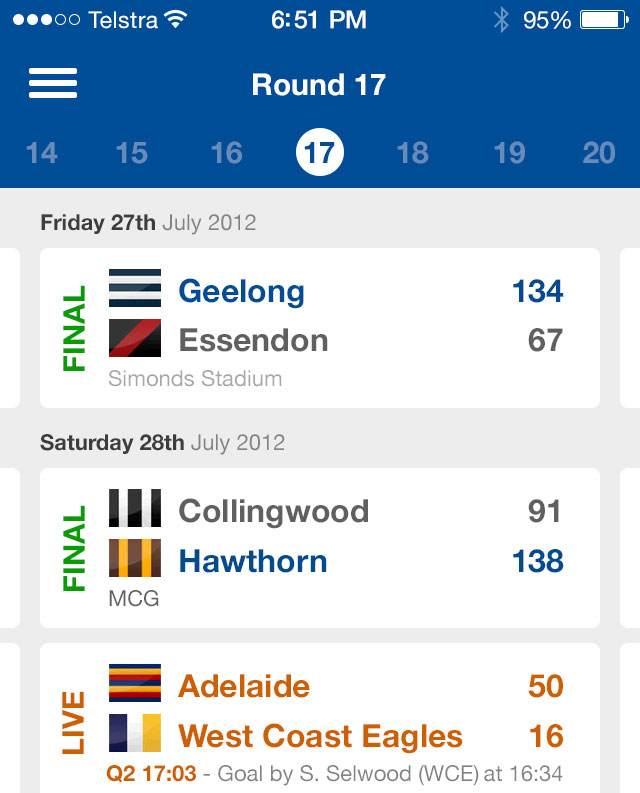 Telstra 6:51 PM 95%
Round 17
14 15 16 17 18 19 20
Friday 27th July 2012
FINAL
Geelong 134
Essendon 67
Simonds Stadium
Saturday 28th July 2012
FINAL
Collingwood 91
Hawthorn 138
MCG
LIVE
Adelaide 50
West Coast Eagles 16
Q2 17:03 - Goal by S. Selwood (WCE) at 16:34